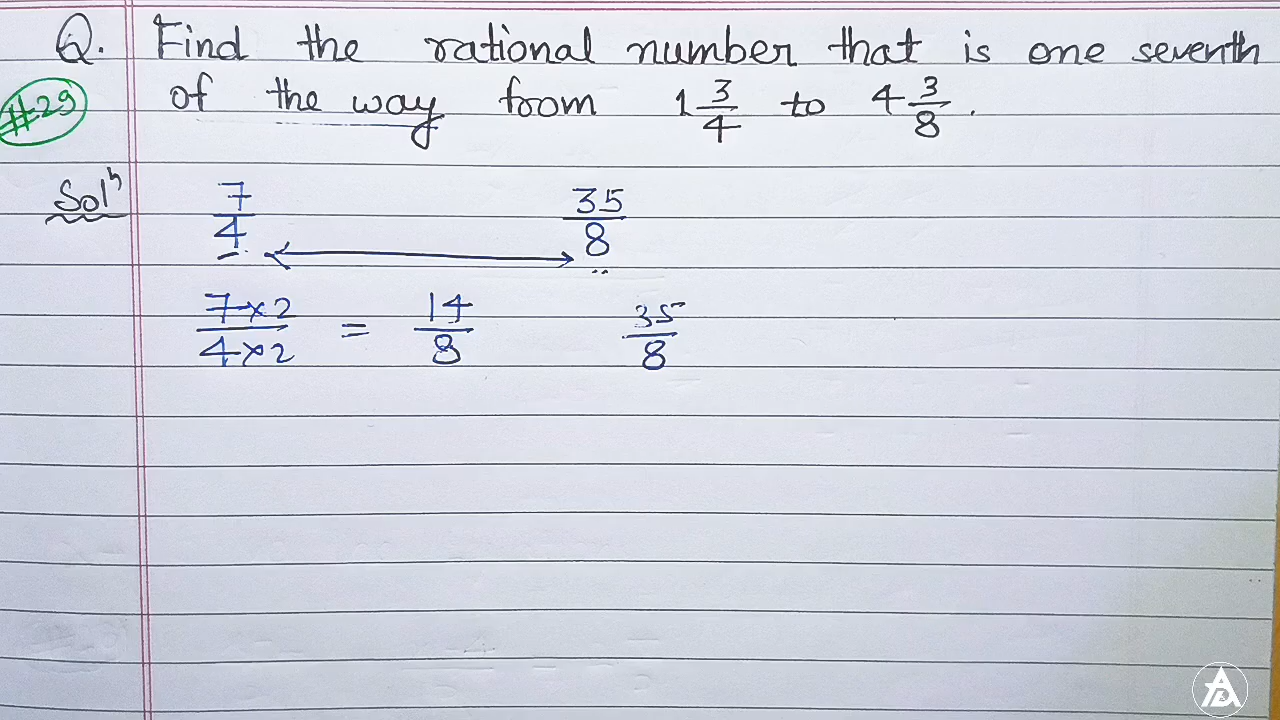 Q. Find the rational number that is one seventh
#29 of the way from 1 3/4 to 4 3/8.
Solⁿ 7/4 35/8
7×2/4×2 = 14/8 35/8